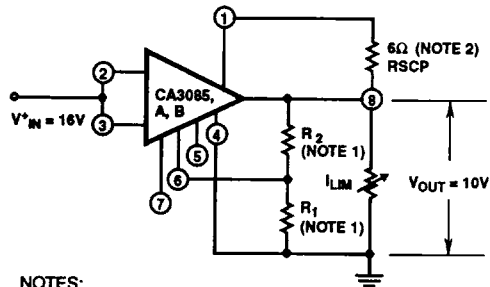 1
6Ω (NOTE 2)
RSCP
2
CA3085,
A, B
8
V⁺IN = 16V
3
4
R2
(NOTE 1)
5
ILIM
VOUT = 10V
6
7
R1
(NOTE 1)
NOTES: